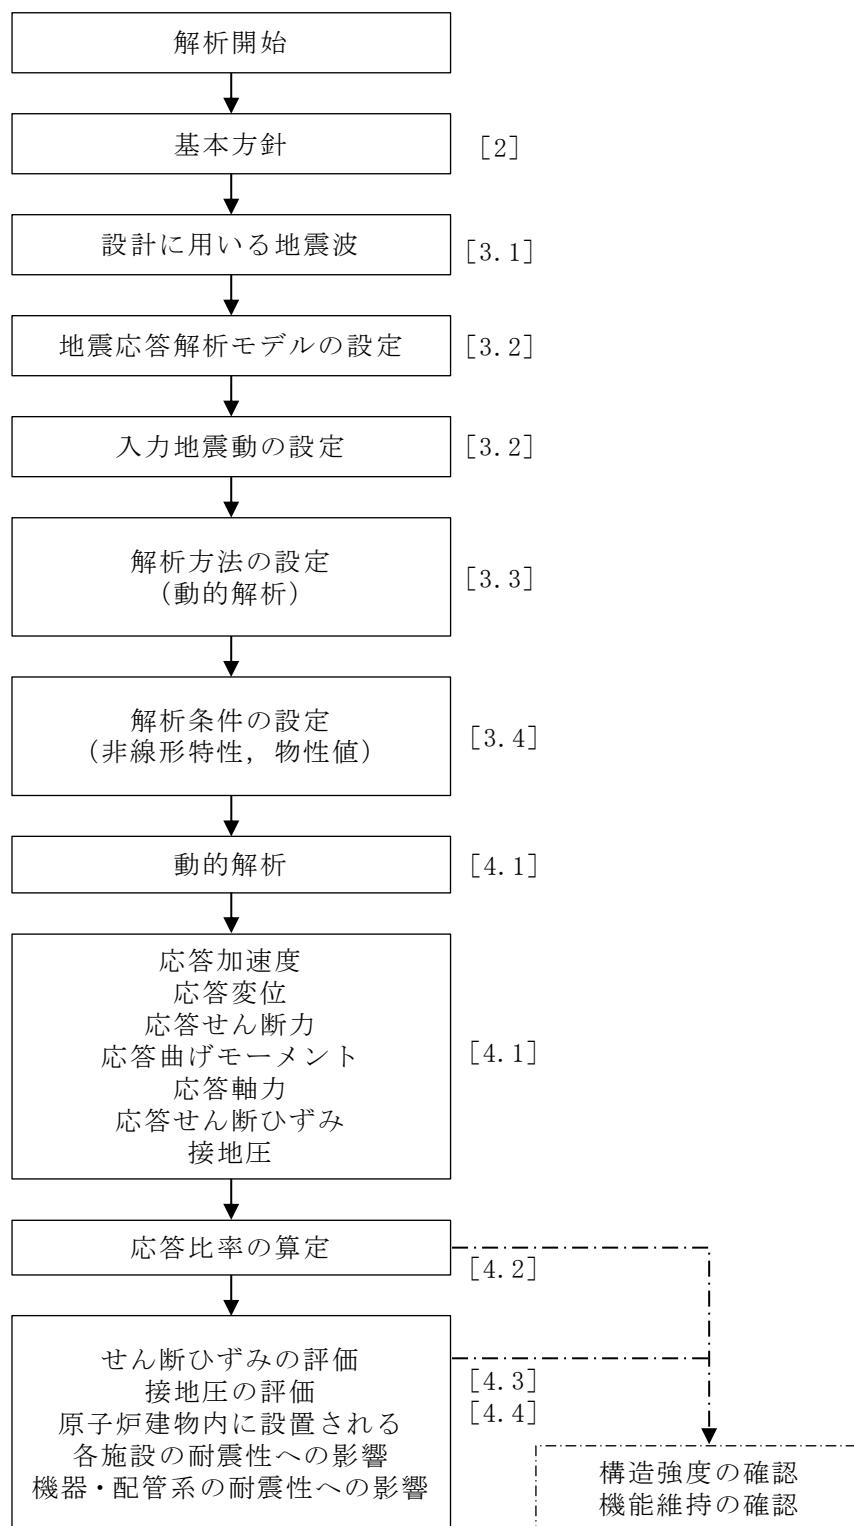 解析開始
基本方針
[2]
設計に用いる地震波
[3.1]
地震応答解析モデルの設定
[3.2]
入力地震動の設定
[3.2]
解析方法の設定
（動的解析）
[3.3]
解析条件の設定
（非線形特性，物性値）
[3.4]
動的解析
[4.1]
応答加速度
応答変位
応答せん断力
応答曲げモーメント
応答軸力
応答せん断ひずみ
接地圧
[4.1]
応答比率の算定
[4.2]
せん断ひずみの評価
接地圧の評価
原子炉建物内に設置される
各施設の耐震性への影響
機器・配管系の耐震性への影響
[4.3]
[4.4]
構造強度の確認
機能維持の確認